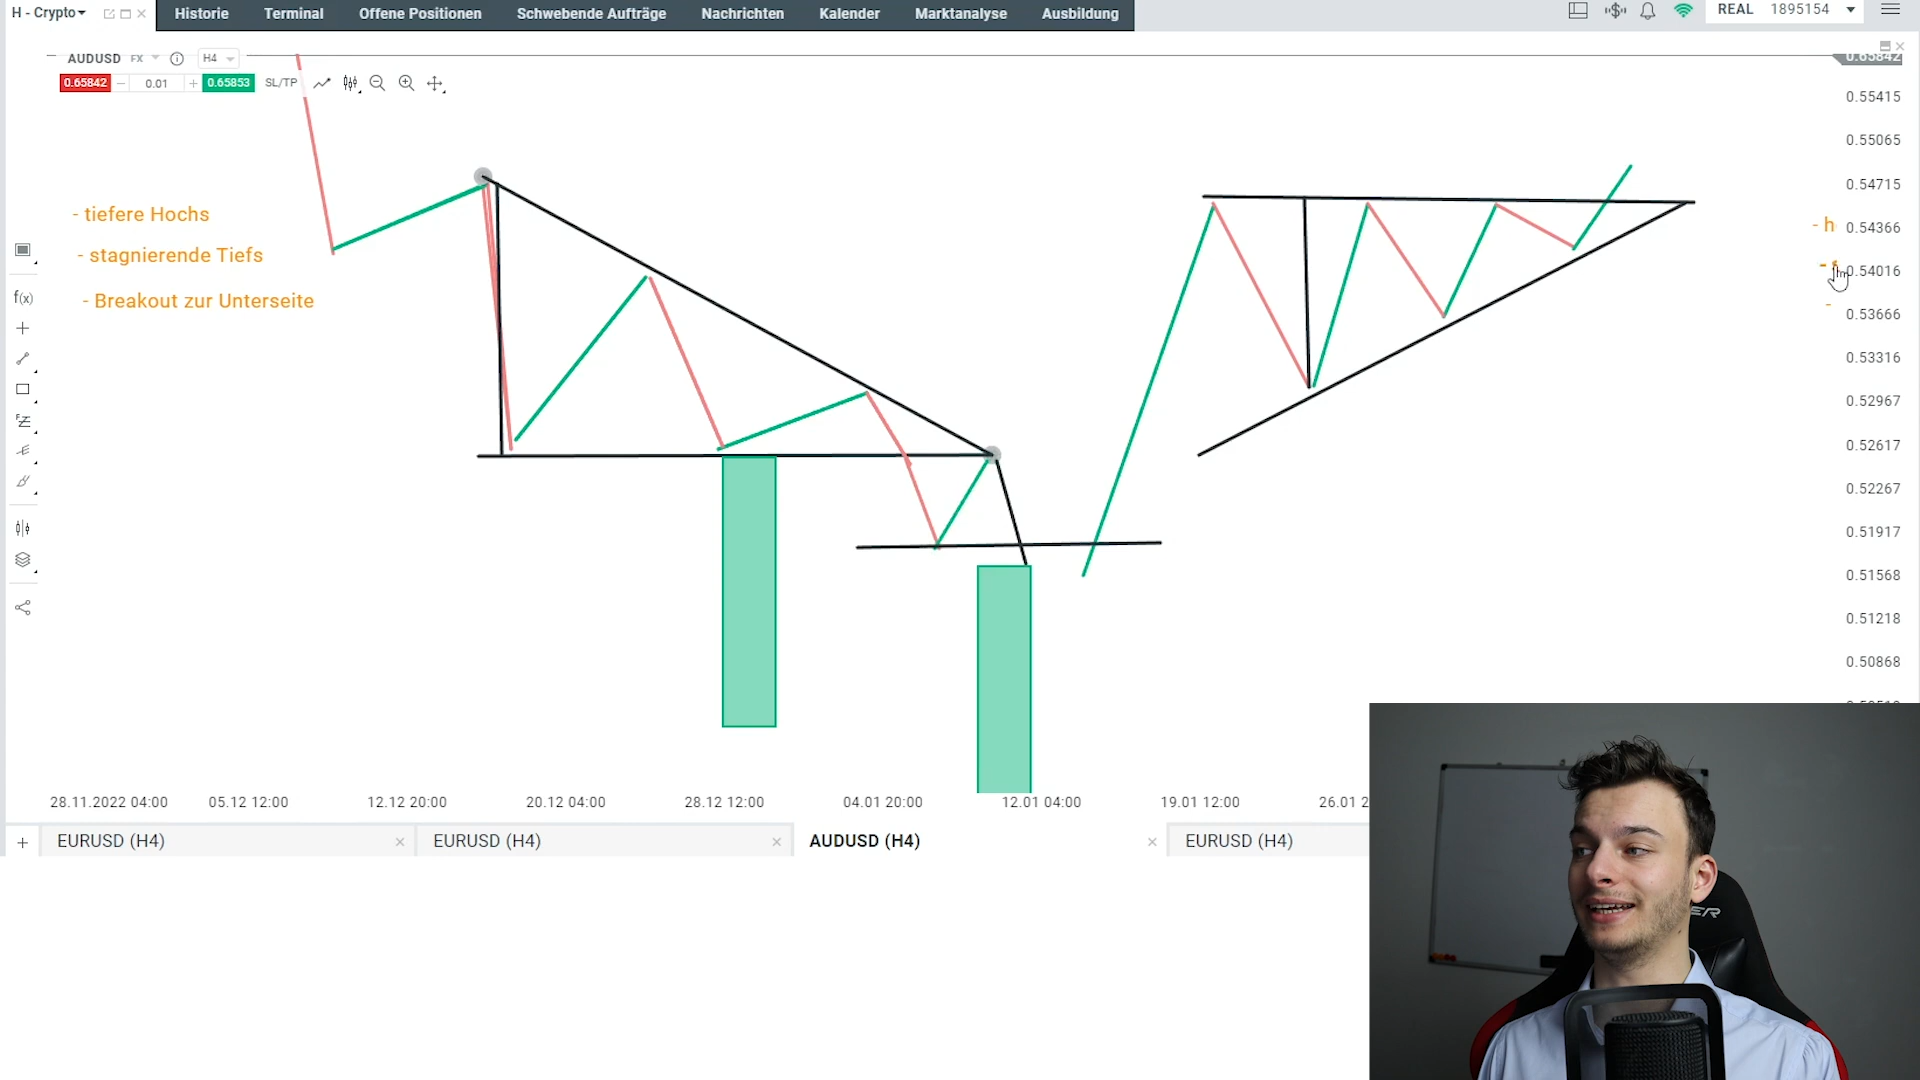 H - Crypto
Historie
Terminal
Offene Positionen
Schwebende Aufträge
Nachrichten
Kalender
Marktanalyse
Ausbildung
REAL 1895154
AUDUSD FX H4
0.65842 0.01 0.65853 SL/TP
- tiefere Hochs
- stagnierende Tiefs
- Breakout zur Unterseite
f(x)
- h
-
-
0.65842
0.55415
0.55065
0.54715
0.54366
0.54016
0.53666
0.53316
0.52967
0.52617
0.52267
0.51917
0.51568
0.51218
0.50868
28.11.2022 04:00 05.12 12:00 12.12 20:00 20.12 04:00 28.12 12:00 04.01 20:00 12.01 04:00 19.01 12:00 26.01 2
+ EURUSD (H4) EURUSD (H4) AUDUSD (H4) EURUSD (H4)